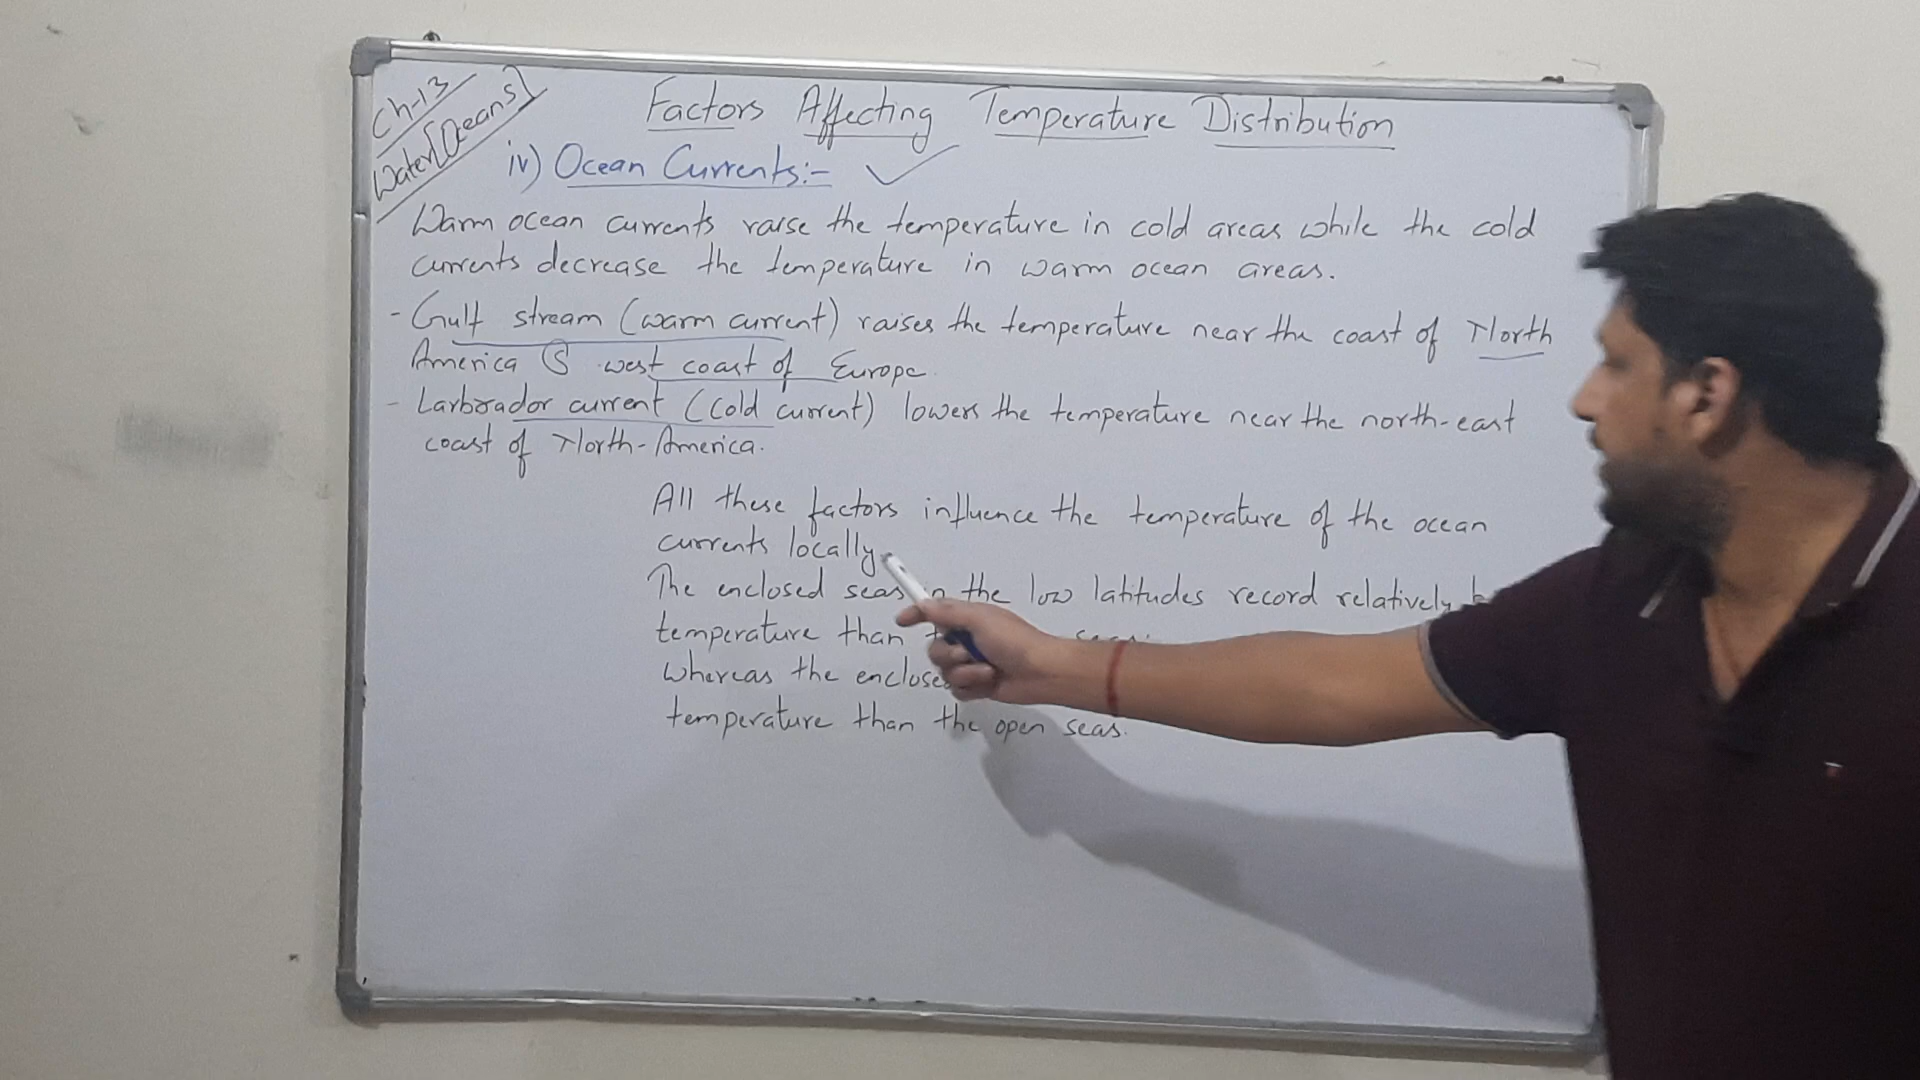 Ch-13
Water[Oceans]
Factors Affecting Temperature Distribution
iv) Ocean Currents:-
Warm ocean currents raise the temperature in cold areas while the cold
currents decrease the temperature in warm ocean areas.
- Gulf stream (warm current) raises the temperature near the coast of North
America & west coast of Europe.
- Larborador current (Cold current) lowers the temperature near the north-east
coast of North-America.
All these factors influence the temperature of the ocean
currents locally.
The enclosed seas in the low latitudes record relatively
temperature than seas.
Whereas the enclosed
temperature than the open seas.